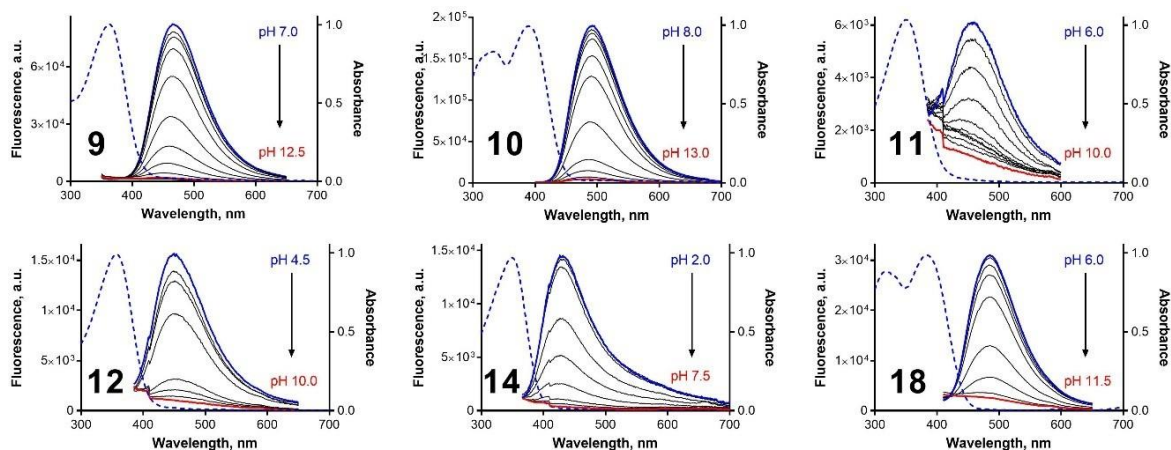 Fluorescence, a.u.
6×10⁴
3×10⁴
0
9
pH 7.0
pH 12.5
1.0
0.5
0.0
Absorbance
300 400 500 600 700
Wavelength, nm
Fluorescence, a.u.
2×10⁵
1.5×10⁵
1×10⁵
5×10⁴
0
10
pH 8.0
pH 13.0
1.0
0.5
0.0
Absorbance
300 400 500 600 700
Wavelength, nm
Fluorescence, a.u.
6×10³
4×10³
2×10³
0
11
pH 6.0
pH 10.0
1.0
0.5
0.0
Absorbance
300 400 500 600 700
Wavelength, nm
Fluorescence, a.u.
1.5×10⁴
1×10⁴
5×10³
0
12
pH 4.5
pH 10.0
1.0
0.5
0.0
Absorbance
300 400 500 600 700
Wavelength, nm
Fluorescence, a.u.
1.5×10⁴
1×10⁴
5×10³
0
14
pH 2.0
pH 7.5
1.0
0.5
0.0
Absorbance
300 400 500 600 700
Wavelength, nm
Fluorescence, a.u.
3×10⁴
2×10⁴
1×10⁴
0
18
pH 6.0
pH 11.5
1.0
0.5
0.0
Absorbance
300 400 500 600 700
Wavelength, nm